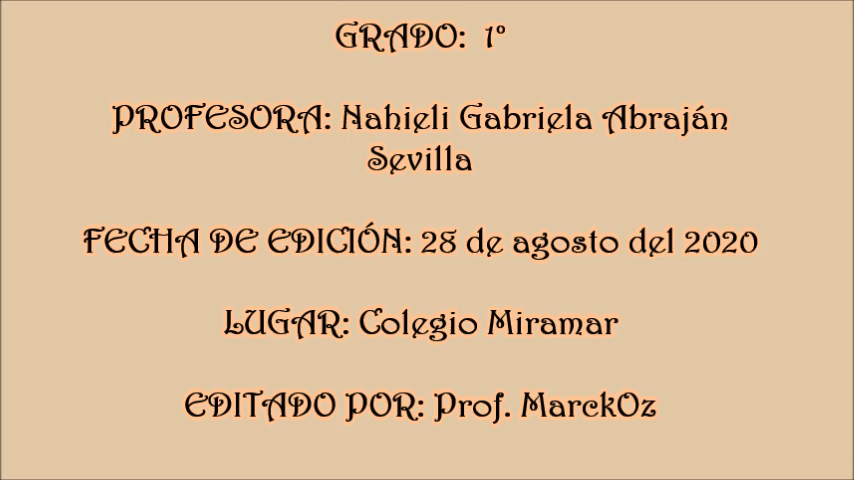 GRADO: 1°
PROFESORA: Nahieli Gabriela Abraján
Sevilla
FECHA DE EDICIÓN: 28 de agosto del 2020
LUGAR: Colegio Miramar
EDITADO POR: Prof. MarckOz